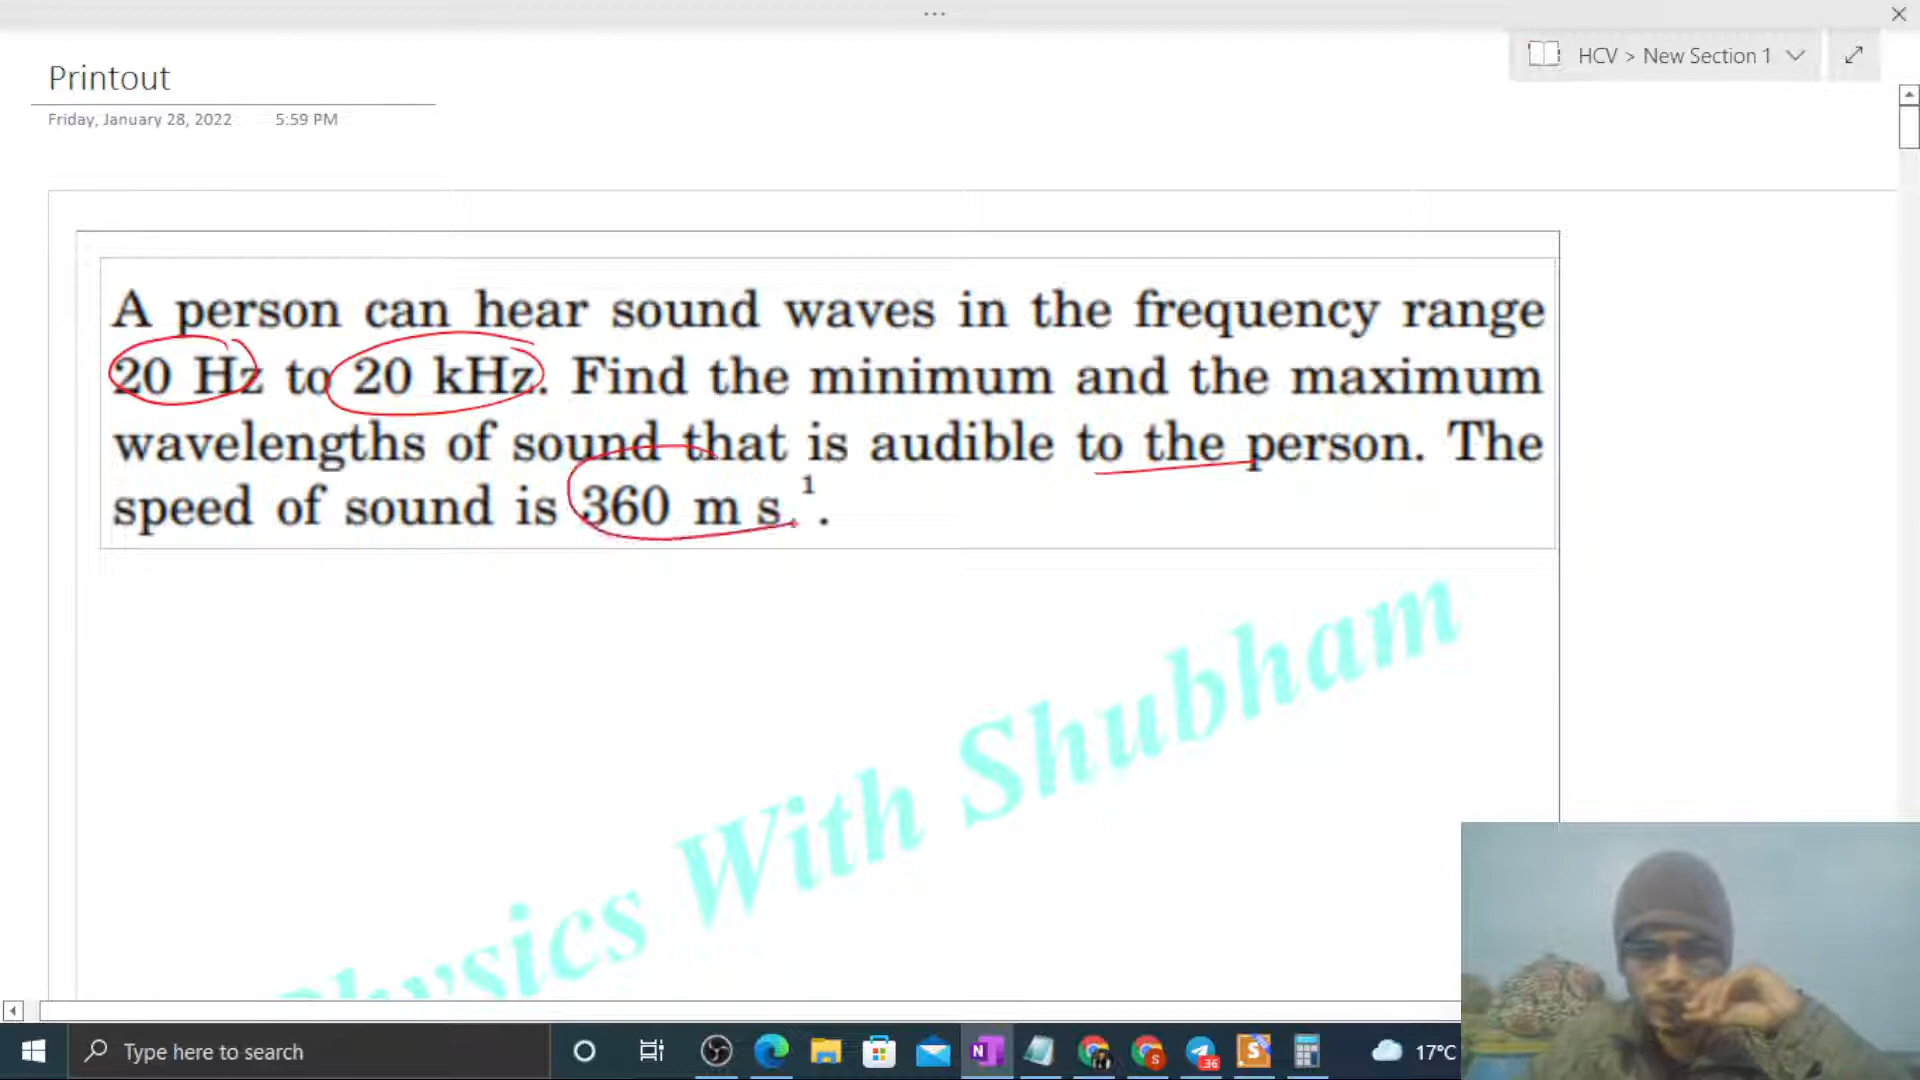 ...
HCV > New Section 1
Printout
Friday, January 28, 2022 5:59 PM
A person can hear sound waves in the frequency range
20 Hz to 20 kHz. Find the minimum and the maximum
wavelengths of sound that is audible to the person. The
speed of sound is 360 m s 1.
Physics With Shubham
Type here to search
N
S
36
S
17°C